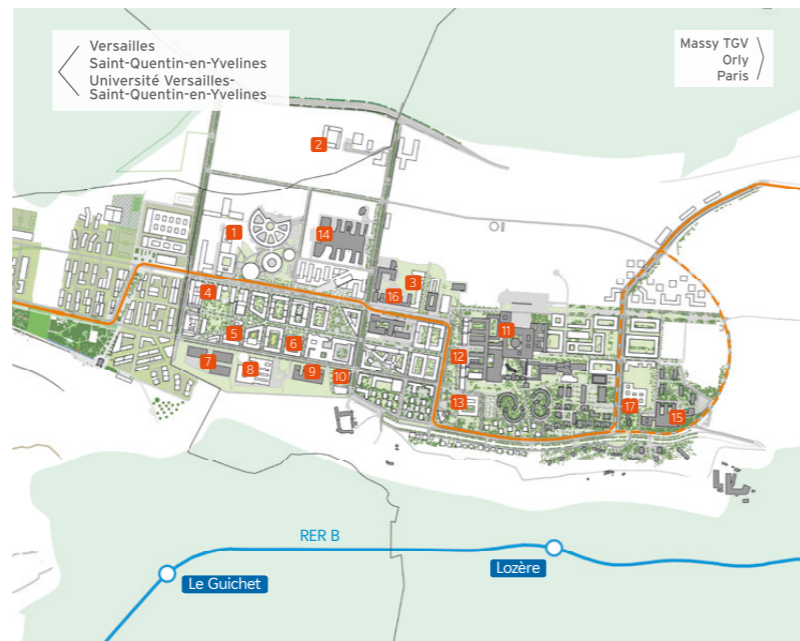 Versailles
Saint-Quentin-en-Yvelines
Université Versailles-
Saint-Quentin-en-Yvelines
Massy TGV
Orly
Paris
2
1
14
3
4
16
11
5
6
12
7
8
9
10
13
17
15
RER B
Lozère
Le Guichet